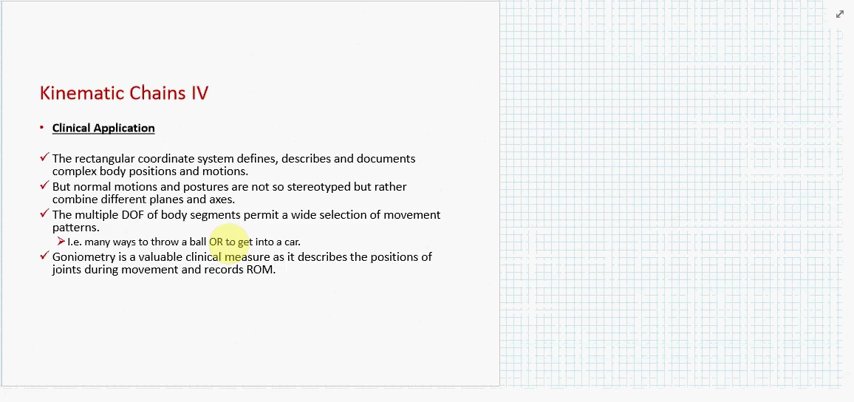 Kinematic Chains IV
• Clinical Application
✓ The rectangular coordinate system defines, describes and documents
complex body positions and motions.
✓ But normal motions and postures are not so stereotyped but rather
combine different planes and axes.
✓ The multiple DOF of body segments permit a wide selection of movement
patterns.
➢ I.e. many ways to throw a ball OR to get into a car.
✓ Goniometry is a valuable clinical measure as it describes the positions of
joints during movement and records ROM.